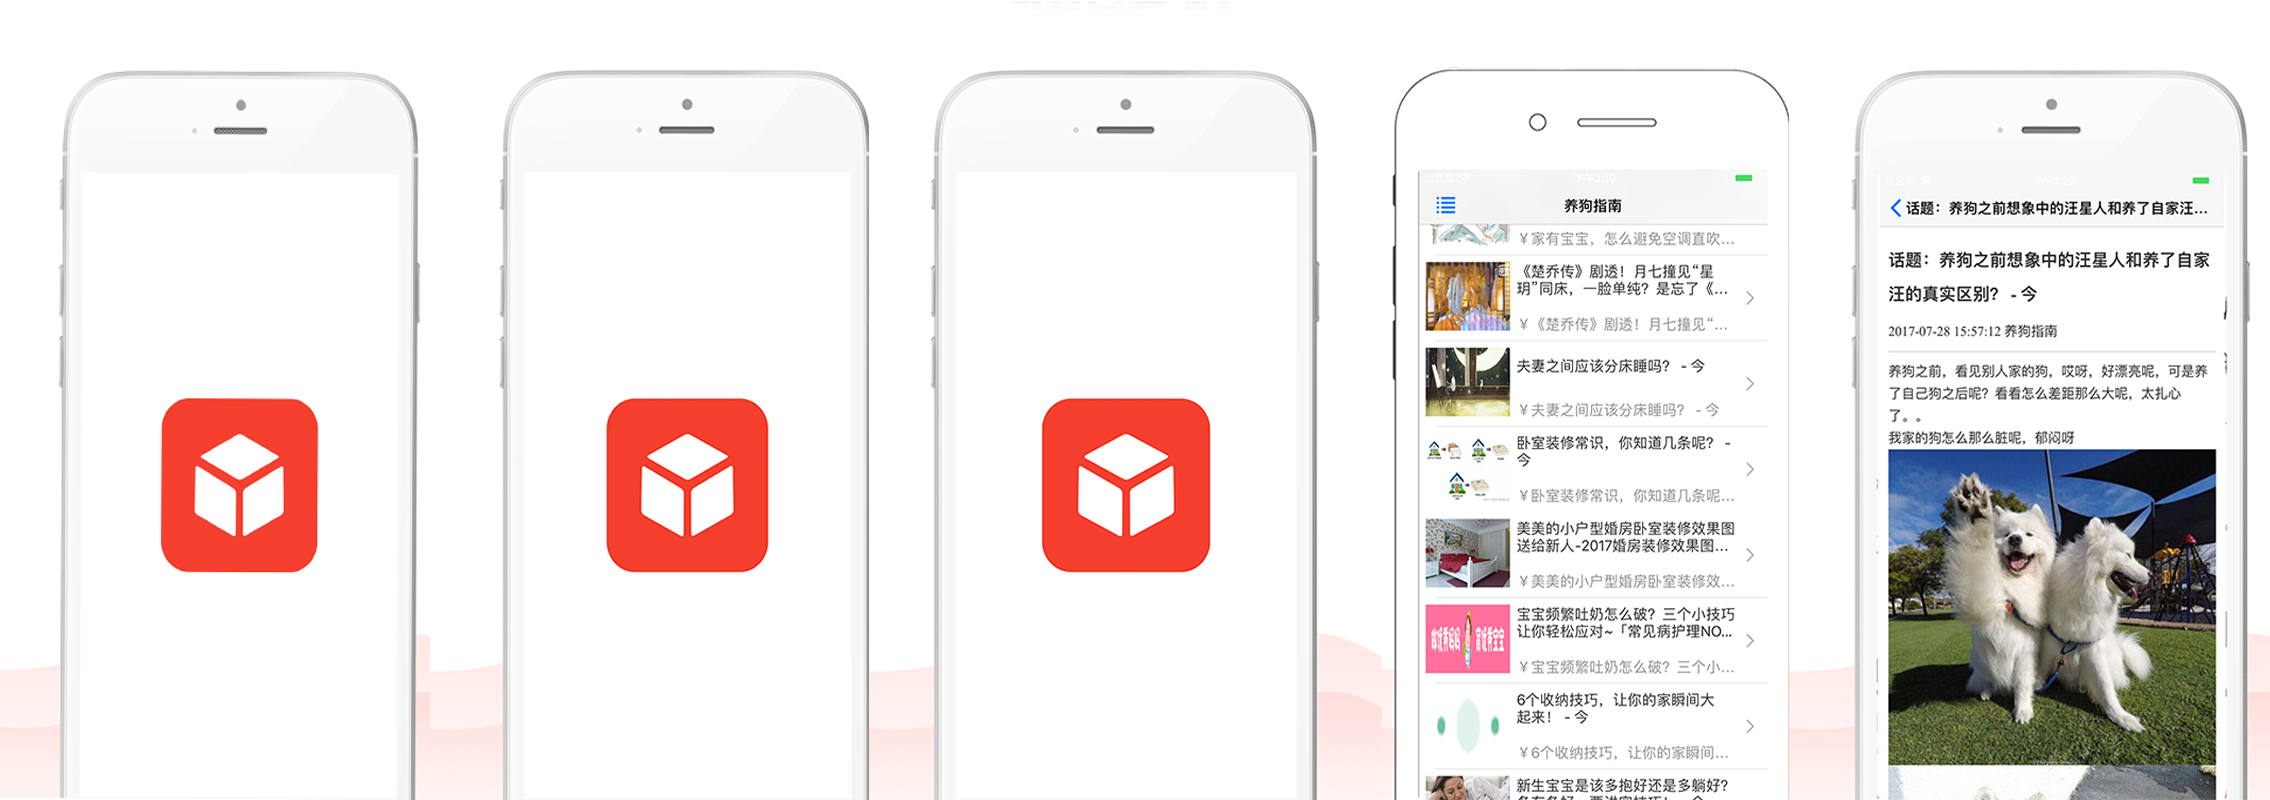 下午3:19
养狗指南
¥ 家有宝宝，怎么避免空调直吹...
《楚乔传》剧透！月七撞见“星
玥”同床，一脸单纯？是忘了《...
¥ 《楚乔传》剧透！月七撞见“...
夫妻之间应该分床睡吗？ - 今
¥ 夫妻之间应该分床睡吗？ - 今
卧室装修常识，你知道几条呢？ -
今
¥ 卧室装修常识，你知道几条呢...
美美的小户型婚房卧室装修效果图
送给新人-2017婚房装修效果图...
¥ 美美的小户型婚房卧室装修效...
宝宝频繁吐奶怎么破？三个小技巧
让你轻松应对~「常见病护理NO...
¥ 宝宝频繁吐奶怎么破？三个小...
6个收纳技巧，让你的家瞬间大
起来！ - 今
¥ 6个收纳技巧，让你的家瞬间...
新生宝宝是该多抱好还是多躺好？
话题：养狗之前想象中的汪星人和养了自家汪...
话题：养狗之前想象中的汪星人和养了自家
汪的真实区别？ - 今
2017-07-28 15:57:12 养狗指南
养狗之前，看见别人家的狗，哎呀，好漂亮呢，可是养
了自己狗之后呢？看看怎么差距那么大呢，太扎心
了。。
我家的狗怎么那么脏呢，郁闷呀